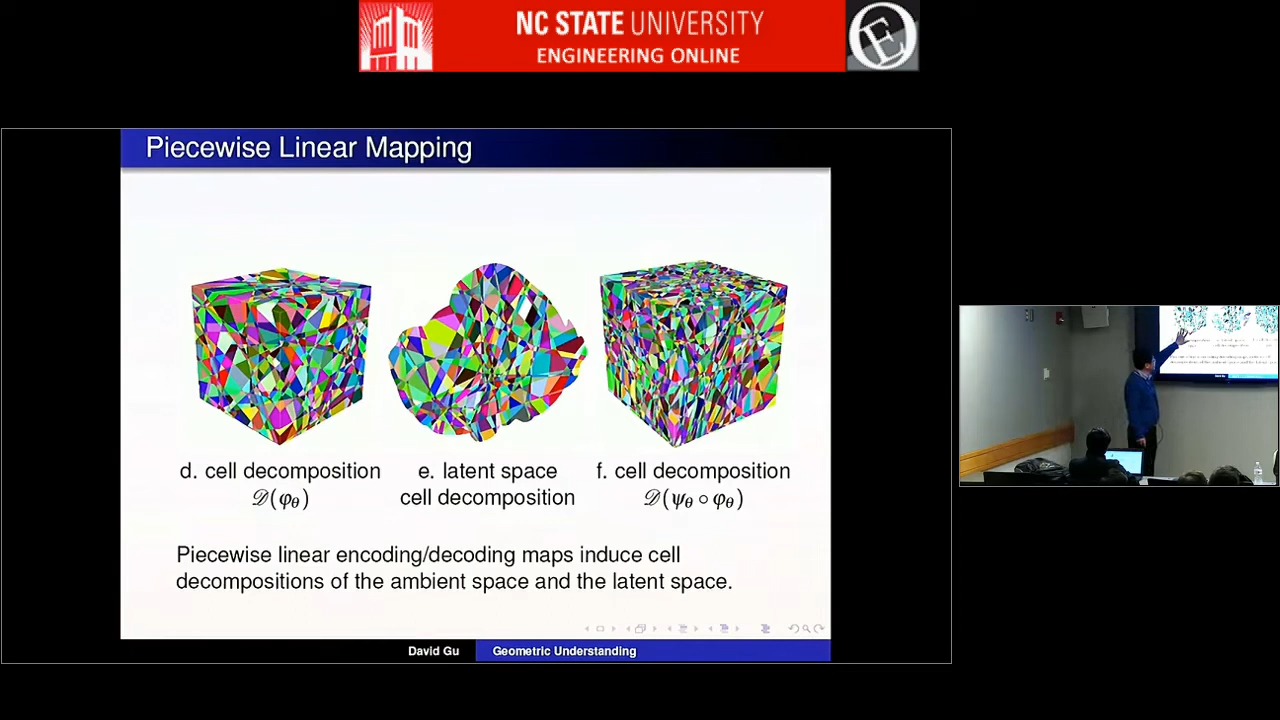 NC STATE UNIVERSITY
ENGINEERING ONLINE
Piecewise Linear Mapping
d. cell decomposition
𝒟(φθ)
e. latent space
cell decomposition
f. cell decomposition
𝒟(ψθ ∘ φθ)
Piecewise linear encoding/decoding maps induce cell
decompositions of the ambient space and the latent space.
David Gu
Geometric Understanding